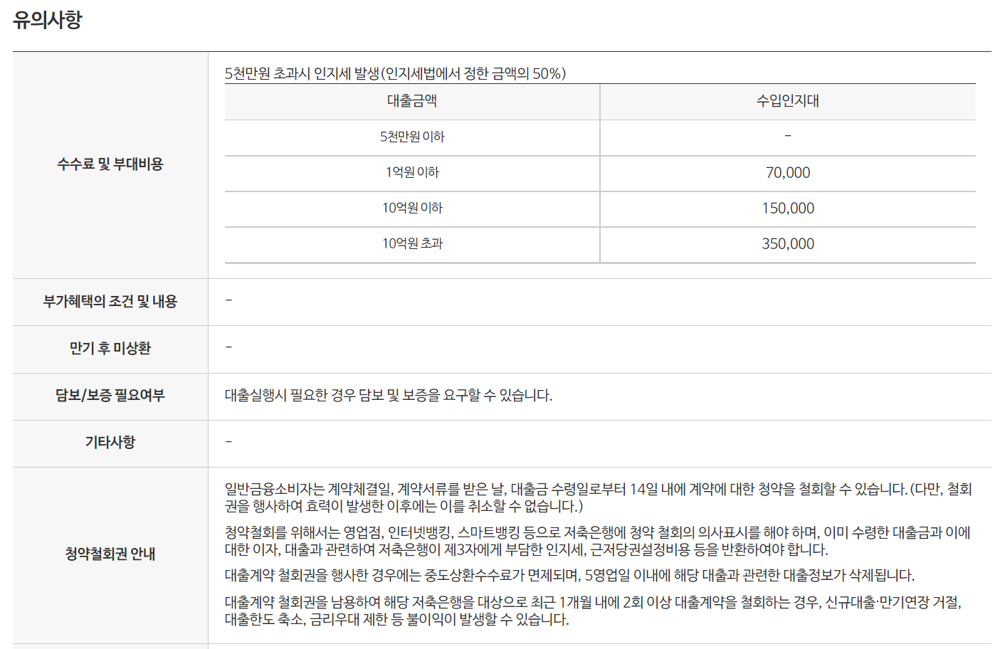 유의사항
수수료 및 부대비용
5천만원 초과시 인지세 발생(인지세법에서 정한 금액의 50%)
대출금액 수입인지대
5천만원 이하 -
1억원 이하 70,000
10억원 이하 150,000
10억원 초과 350,000
부가혜택의 조건 및 내용 -
만기 후 미상환 -
담보/보증 필요여부 대출실행시 필요한 경우 담보 및 보증을 요구할 수 있습니다.
기타사항 -
청약철회권 안내
일반금융소비자는 계약체결일, 계약서류를 받은 날, 대출금 수령일로부터 14일 내에 계약에 대한 청약을 철회할 수 있습니다.(다만, 철회
권을 행사하여 효력이 발생한 이후에는 이를 취소할 수 없습니다.)
청약철회를 위해서는 영업점, 인터넷뱅킹, 스마트뱅킹 등으로 저축은행에 청약 철회의 의사표시를 해야 하며, 이미 수령한 대출금과 이에
대한 이자, 대출과 관련하여 저축은행이 제3자에게 부담한 인지세, 근저당권설정비용 등을 반환하여야 합니다.
대출계약 철회권을 행사한 경우에는 중도상환수수료가 면제되며, 5영업일 이내에 해당 대출과 관련한 대출정보가 삭제됩니다.
대출계약 철회권을 남용하여 해당 저축은행을 대상으로 최근 1개월 내에 2회 이상 대출계약을 철회하는 경우, 신규대출·만기연장 거절,
대출한도 축소, 금리우대 제한 등 불이익이 발생할 수 있습니다.